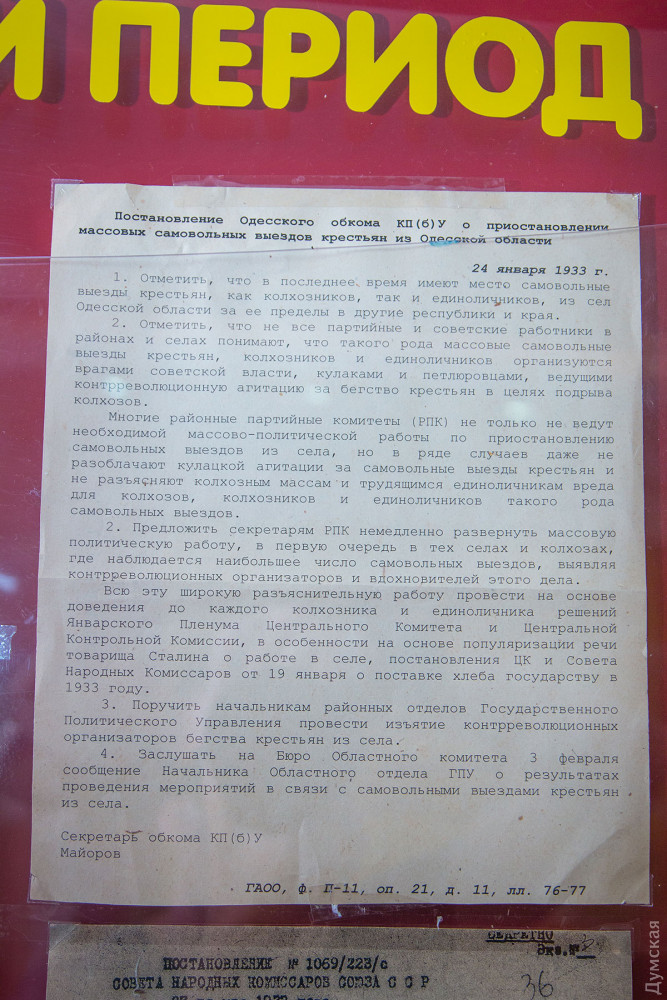 Й ПЕРИОД
Постановление Одесского обкома КП(б)У о приостановлении
массовых самовольных выездов крестьян из Одесской области
24 января 1933 г.
1. Отметить, что в последнее время имеют место самовольные
выезды крестьян, как колхозников, так и единоличников, из сел
Одесской области за ее пределы в другие республики и края.
2. Отметить, что не все партийные и советские работники в
районах и селах понимают, что такого рода массовые самовольные
выезды крестьян, колхозников и единоличников организуются
врагами советской власти, кулаками и петлюровцами, ведущими
контрреволюционную агитацию за бегство крестьян в целях подрыва
колхозов.
Многие районные партийные комитеты (РПК) не только не ведут
необходимой массово-политической работы по приостановлению
самовольных выездов из села, но в ряде случаев даже не
разоблачают кулацкой агитации за самовольные выезды крестьян и
не разъясняют колхозным массам и трудящимся единоличникам вреда
для колхозов, колхозников и единоличников такого рода
самовольных выездов.
2. Предложить секретарям РПК немедленно развернуть массовую
политическую работу, в первую очередь в тех селах и колхозах,
где наблюдается наибольшее число самовольных выездов, выявляя
контрреволюционных организаторов и вдохновителей этого дела.
Всю эту широкую разъяснительную работу провести на основе
доведения до каждого колхозника и единоличника решений
Январского Пленума Центрального Комитета и Центральной
Контрольной Комиссии, в особенности на основе популяризации речи
товарища Сталина о работе в селе, постановления ЦК и Совета
Народных Комиссаров от 19 января о поставке хлеба государству в
1933 году.
3. Поручить начальникам районных отделов Государственного
Политического Управления провести изъятие контрреволюционных
организаторов бегства крестьян из села.
4. Заслушать на Бюро Областного комитета 3 февраля
сообщение Начальника Областного отдела ГПУ о результатах
проведения мероприятий в связи с самовольными выездами крестьян
из села.
Секретарь обкома КП(б)У
Майоров
ГАОО, ф. П-11, оп. 21, д. 11, лл. 76-77
СЕКРЕТНО
Экз.№
ПОСТАНОВЛЕНИЕ № 1069/223/с
СОВЕТА НАРОДНЫХ КОМИССАРОВ СОЮЗА С С Р
36
Думская